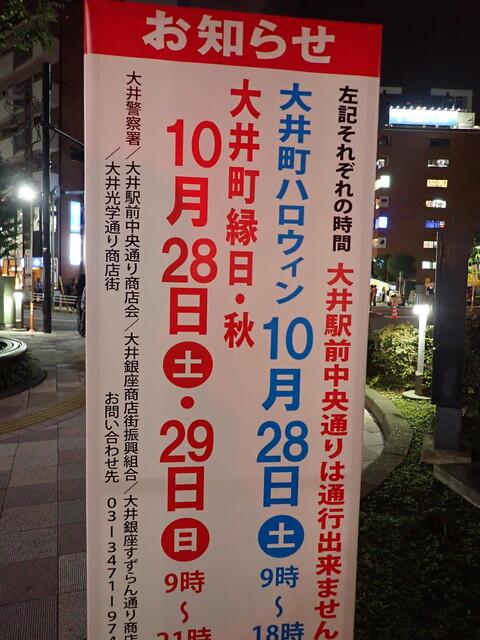 お知らせ
左記それぞれの時間 大井駅前中央通りは通行出来ません
大井町ハロウィン 10月28日土 9時～18時
大井町縁日・秋
10月28日土・29日日 9時～21時
大井警察署／大井駅前中央通り商店会／大井銀座商店街振興組合／大井銀座すずらん通り商店
／大井光学通り商店街 お問い合わせ先 03-3471-974